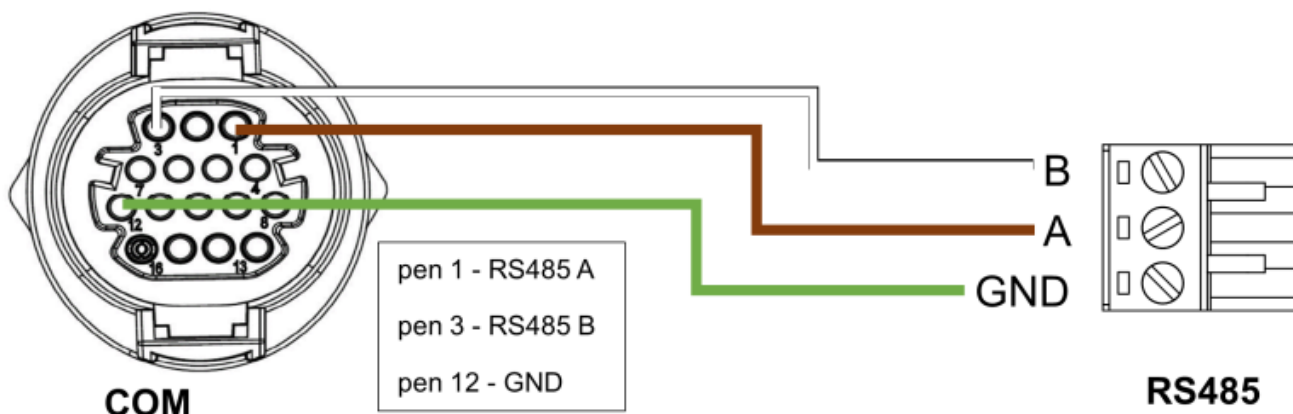 3
1
7
4
12
8
16
13
B
A
GND
pen 1 - RS485 A
pen 3 - RS485 B
pen 12 - GND
COM
RS485